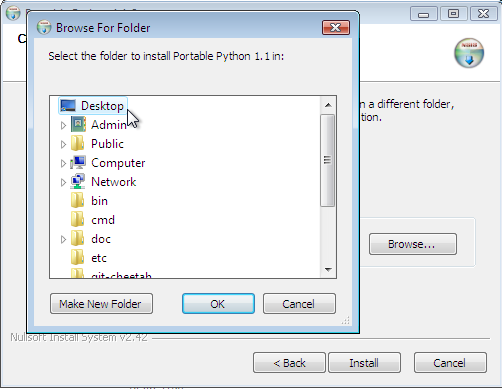 Browse For Folder
Select the folder to install Portable Python 1.1 in:
C
n a different folder,
tion.
Desktop
Admin
Public
Computer
Network
bin
cmd
doc
etc
git-cheetah
Browse...
Make New Folder
OK
Cancel
Nullsoft Install System v2.42
< Back
Install
Cancel